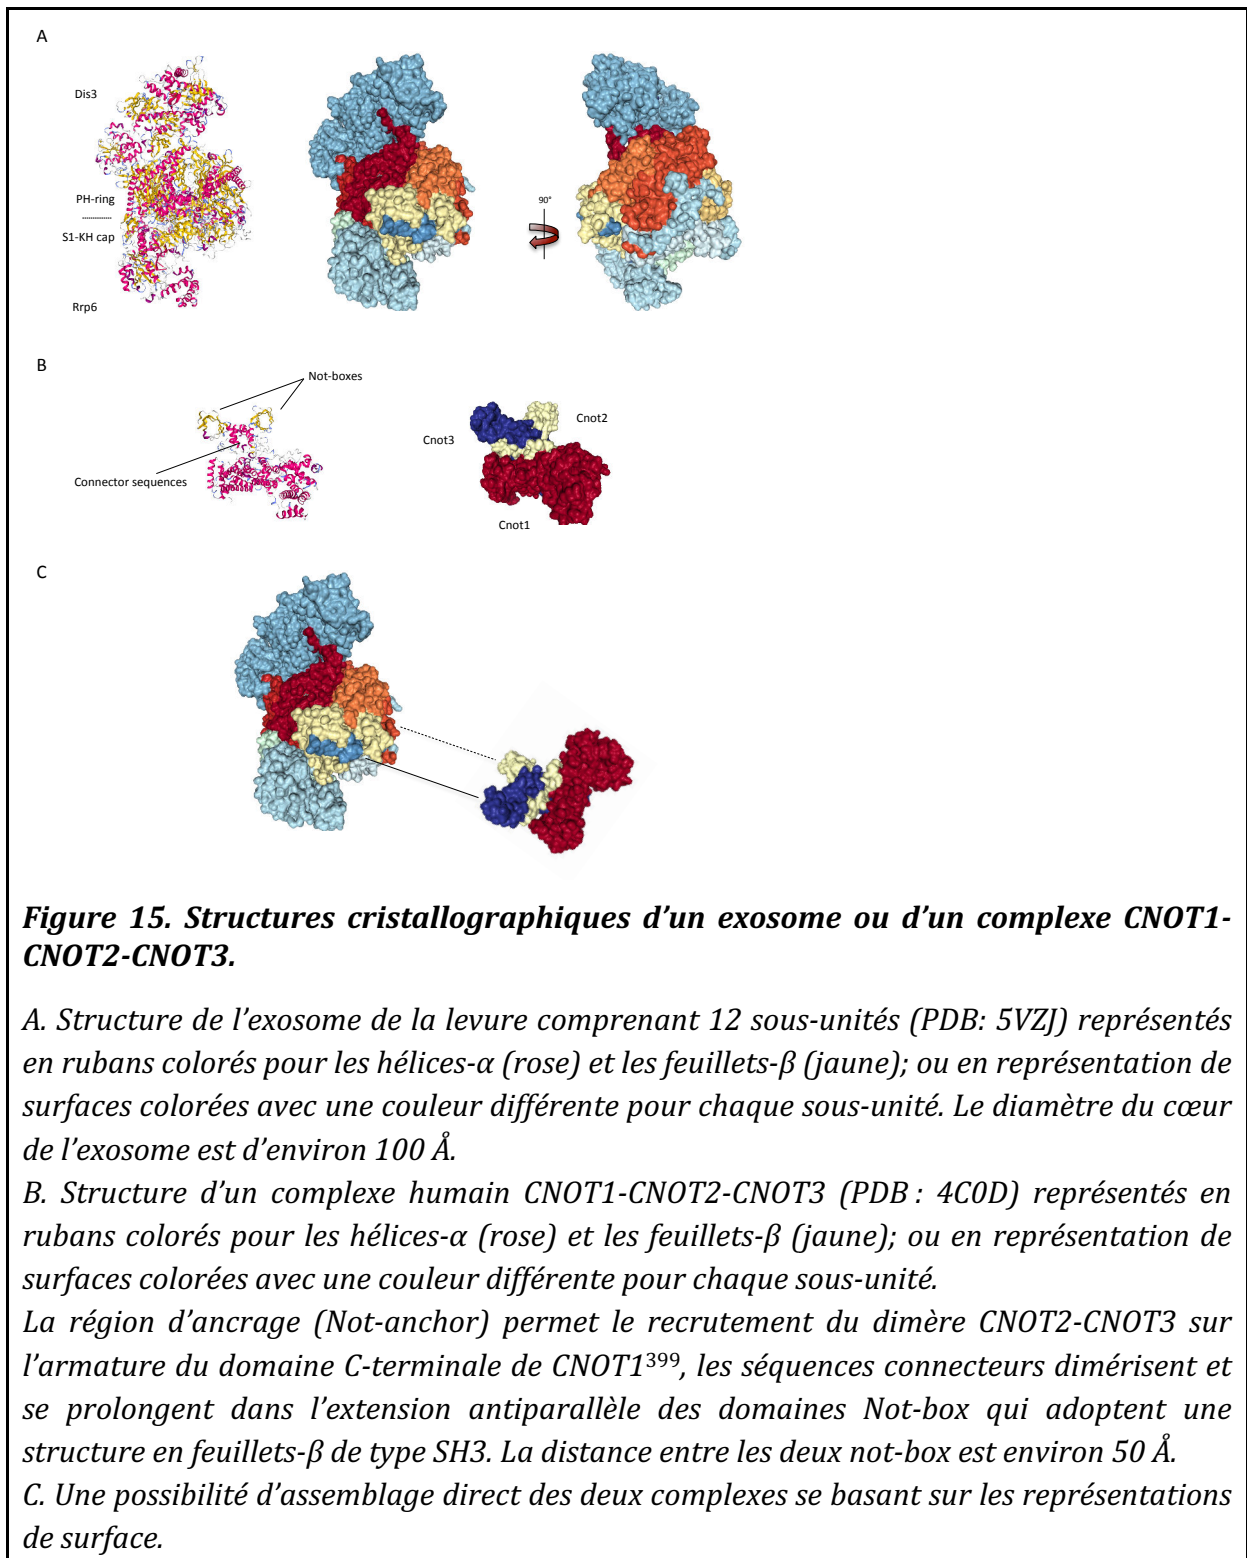 A
Dis3
PH-ring
S1-KH cap
Rrp6
90°
B
Not-boxes
Connector sequences
Cnot3
Cnot2
Cnot1
C
Figure 15. Structures cristallographiques d’un exosome ou d’un complexe CNOT1-
CNOT2-CNOT3.
A. Structure de l’exosome de la levure comprenant 12 sous-unités (PDB: 5VZJ) représentés
en rubans colorés pour les hélices-α (rose) et les feuillets-β (jaune); ou en représentation de
surfaces colorées avec une couleur différente pour chaque sous-unité. Le diamètre du cœur
de l’exosome est d’environ 100 Å.
B. Structure d’un complexe humain CNOT1-CNOT2-CNOT3 (PDB : 4C0D) représentés en
rubans colorés pour les hélices-α (rose) et les feuillets-β (jaune); ou en représentation de
surfaces colorées avec une couleur différente pour chaque sous-unité.
La région d’ancrage (Not-anchor) permet le recrutement du dimère CNOT2-CNOT3 sur
l’armature du domaine C-terminale de CNOT1³⁹⁹, les séquences connecteurs dimérisent et
se prolongent dans l’extension antiparallèle des domaines Not-box qui adoptent une
structure en feuillets-β de type SH3. La distance entre les deux not-box est environ 50 Å.
C. Une possibilité d’assemblage direct des deux complexes se basant sur les représentations
de surface.